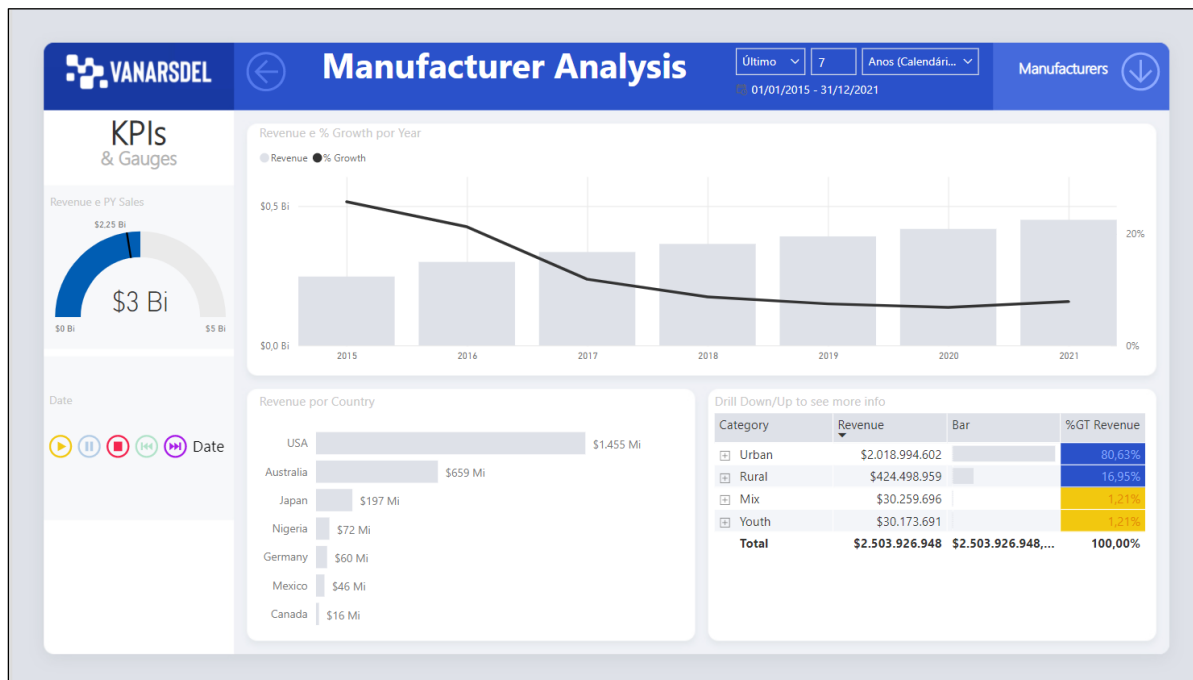 VANARSDEL
Manufacturer Analysis
Último 7 Anos (Calendári...
01/01/2015 - 31/12/2021
Manufacturers
KPIs
& Gauges
Revenue e PY Sales
$2,25 Bi
$3 Bi
$0 Bi $5 Bi
Date
Date
Revenue e % Growth por Year
Revenue % Growth
$0,5 Bi
20%
$0,0 Bi
0%
2015 2016 2017 2018 2019 2020 2021
Revenue por Country
USA $1.455 Mi
Australia $659 Mi
Japan $197 Mi
Nigeria $72 Mi
Germany $60 Mi
Mexico $46 Mi
Canada $16 Mi
Drill Down/Up to see more info
Category Revenue Bar %GT Revenue
Urban $2.018.994.602 80,63%
Rural $424.498.959 16,95%
Mix $30.259.696 1,21%
Youth $30.173.691 1,21%
Total $2.503.926.948 $2.503.926.948,... 100,00%